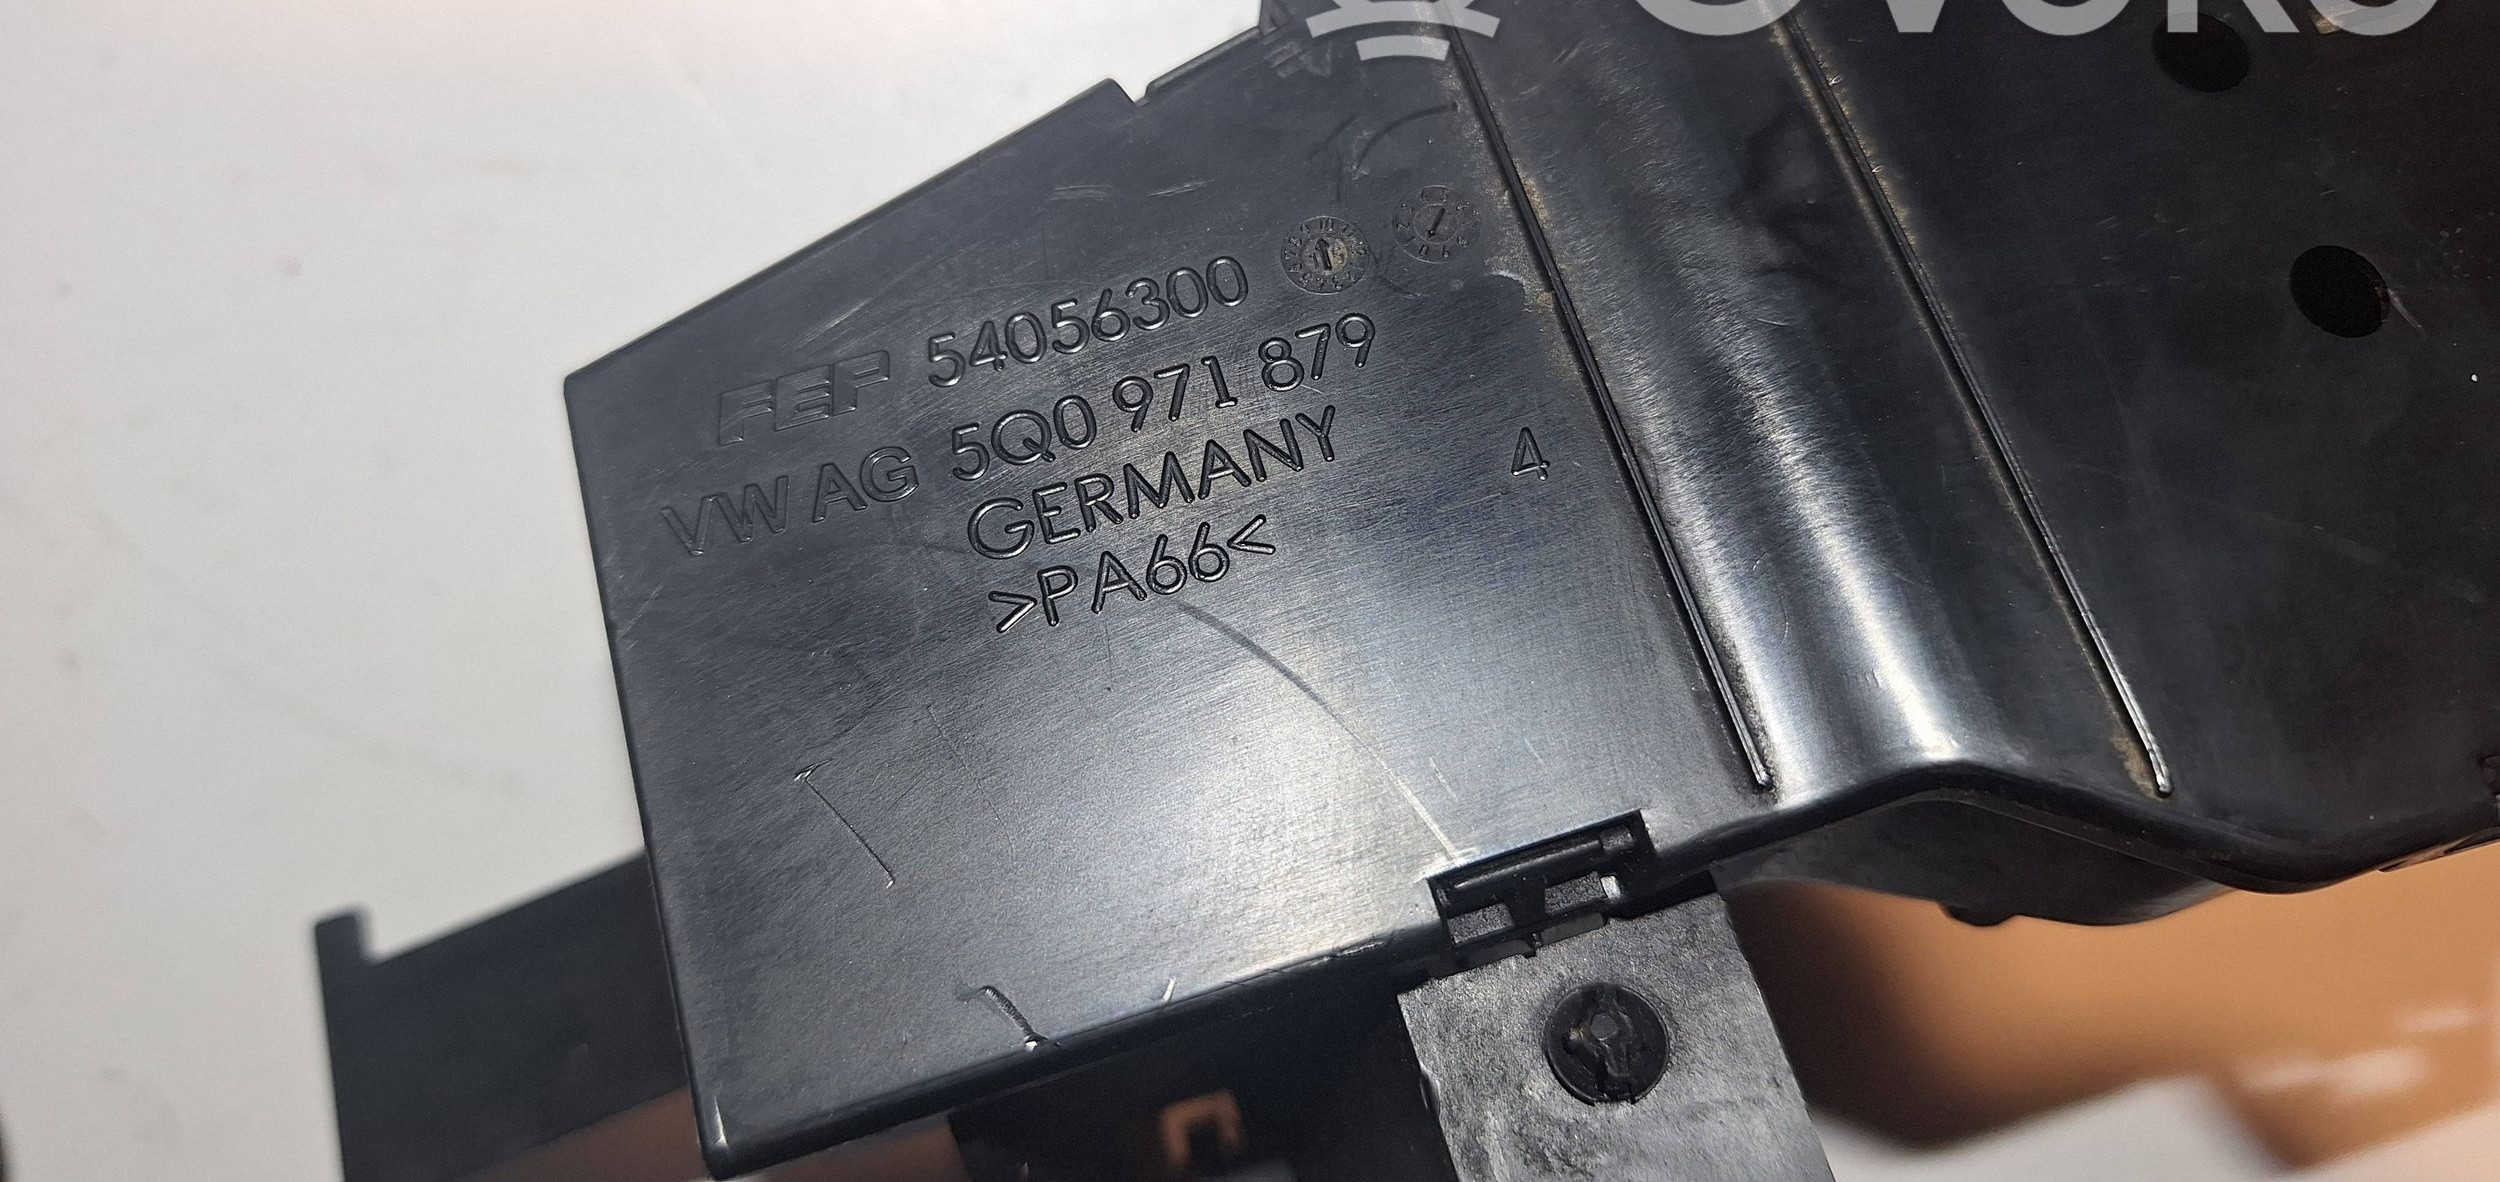 FEP 54056300
VW AG 5Q0 971 879
GERMANY 4
>PA66<